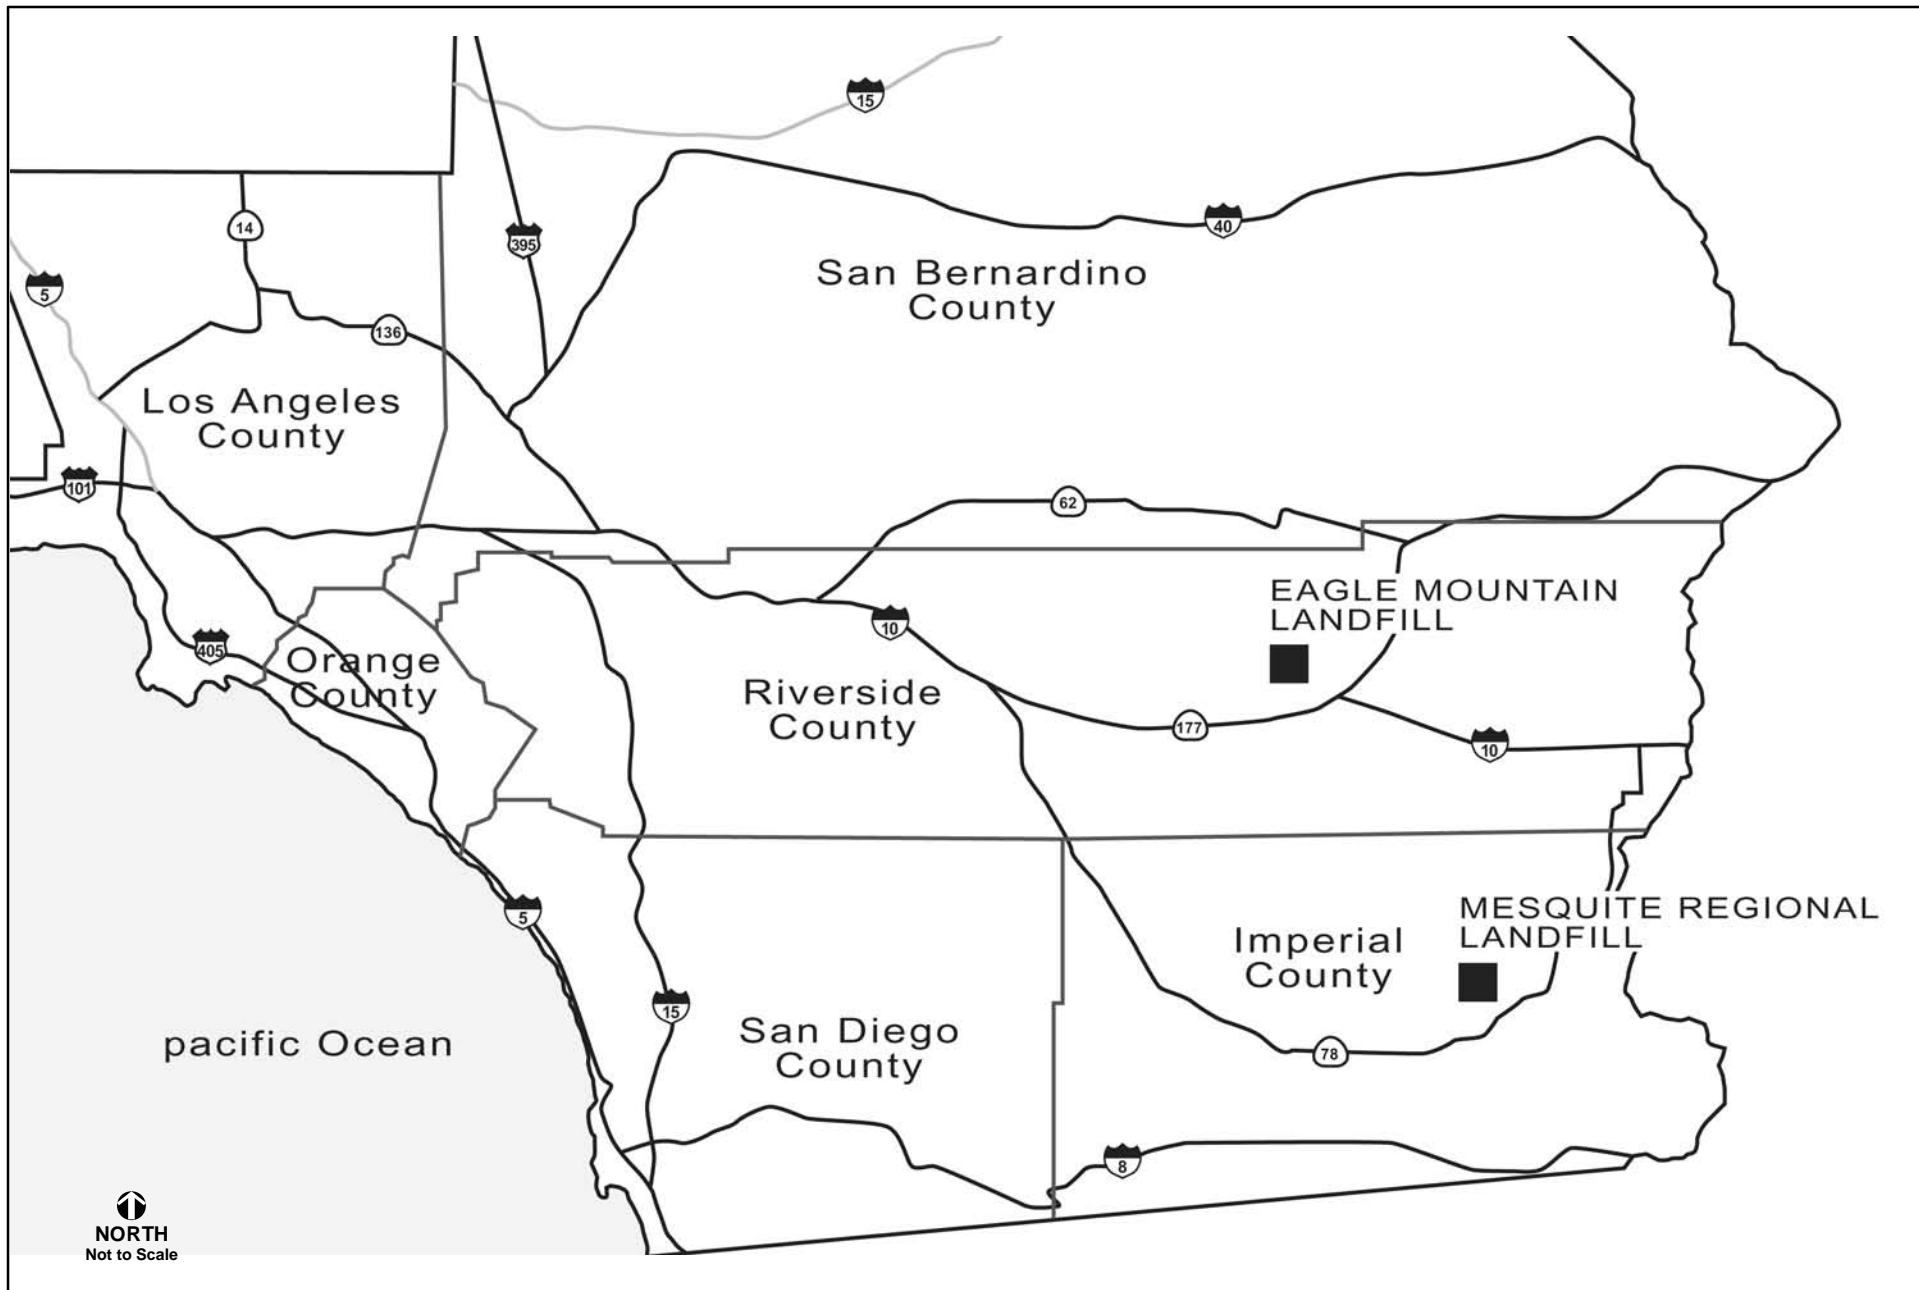 15
14
395
40
5
San Bernardino
County
136
Los Angeles
County
101
62
EAGLE MOUNTAIN
LANDFILL
10
405
Orange
County
Riverside
County
177
10
5
MESQUITE REGIONAL
LANDFILL
Imperial
County
15
San Diego
County
pacific Ocean
78
8
NORTH
Not to Scale